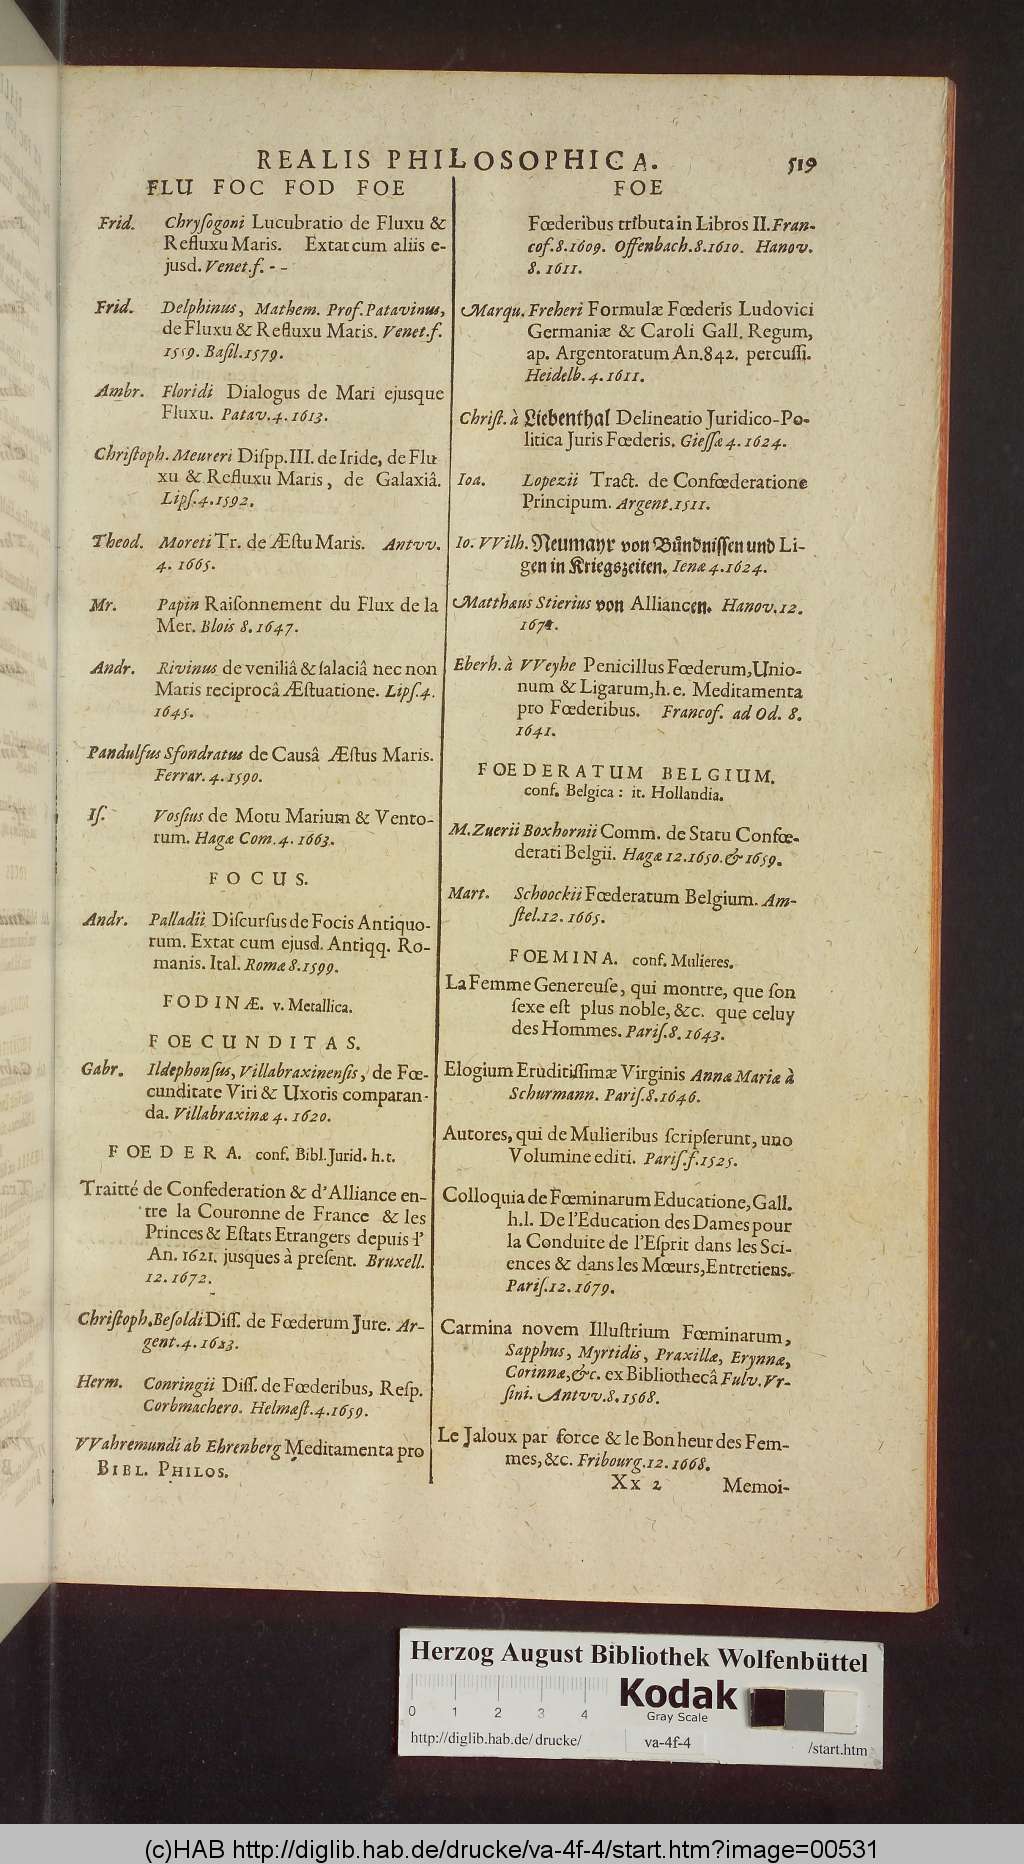 REALIS PHILOSOPHICA. 519
FLU FOC FOD FOE
Frid. Chryſogoni Lucubratio de Fluxu &
Refluxu Maris. Extat cum aliis e-
jusd. Venet.f. - -
Frid. Delphinus, Mathem. Prof. Patavinus,
de Fluxu & Refluxu Maris. Venet.f.
1559. Baſil.1579.
Ambr. Floridi Dialogus de Mari ejusque
Fluxu. Patav.4. 1613.
Chriſtoph. Meureri Diſpp.III. de Iride, de Flu
xu & Refluxu Maris, de Galaxiâ.
Lipſ.4.1592.
Theod. Moreti Tr. de Æſtu Maris. Antvv.
4. 1665.
Mr. Papin Raiſonnement du Flux de la
Mer. Blois 8. 1647.
Andr. Rivinus de veniliâ & ſalaciâ nec non
Maris reciprocâ Æſtuatione. Lipſ.4.
1645.
Pandulfus Sfondratus de Causâ Æſtus Maris.
Ferrar. 4. 1590.
Iſ. Vossius de Motu Marium & Vento-
rum. Hagæ Com. 4. 1663.
FOCUS.
Andr. Palladii Diſcurſus de Focis Antiquo-
rum. Extat cum ejusd. Antiqq. Ro-
manis. Ital. Romæ 8.1599.
FODINÆ. v. Metallica.
FOECUNDITAS.
Gabr. Ildephonſus, Villabraxinenſis, de Fœ-
cunditate Viri & Uxoris comparan-
da. Villabraxinæ 4. 1620.
FOEDERA. conf. Bibl. Jurid. h.t.
Traitté de Confederation & d'Alliance en-
tre la Couronne de France & les
Princes & Eſtats Etrangers depuis l'
An. 1621. jusques à preſent. Bruxell.
12. 1672.
Chriſtoph. Beſoldi Diſſ. de Fœderum Jure. Ar-
gent.4. 1623.
Herm. Conringii Diſſ. de Fœderibus, Reſp.
Corbmachero. Helmæſt.4.1659.
VVahremundi ab Ehrenberg Meditamenta pro
BIBL. PHILOS.
FOE
Fœderibus tributa in Libros II. Fran-
cof.8.1609. Offenbach.8.1610. Hanov.
8. 1611.
Marqu. Freheri Formulæ Fœderis Ludovici
Germaniæ & Caroli Gall. Regum,
ap. Argentoratum An.842. percuſſi.
Heidelb. 4. 1611.
Chriſt. à Liebenthal Delineatio Juridico-Po-
litica Juris Fœderis. Gieſſæ 4. 1624.
Ioa. Lopezii Tract. de Confœderatione
Principum. Argent.1511.
Io. VVilh. Neumayr von Bündniſſen und Li-
gen in Kriegszeiten. Ienæ 4.1624.
Matthæus Stierius von Alliancen. Hanov. 12.
Eberh. à VVeyhe Penicillus Fœderum, Unio-
num & Ligarum, h. e. Meditamenta
pro Fœderibus. Francof. ad Od. 8.
1641.
FOEDERATUM BELGIUM.
conf. Belgica: it. Hollandia.
M. Zuerii Boxhornii Comm. de Statu Confœ-
derati Belgii. Hagæ 12.1650. & 1659.
Mart. Schoockii Fœderatum Belgium. Am-
ſtel.12. 1665.
FOEMINA. conf. Mulieres.
La Femme Genereuſe, qui montre, que ſon
ſexe eſt plus noble, &c. que celuy
des Hommes. Pariſ.8. 1643.
Elogium Eruditiſſimæ Virginis Annæ Mariæ à
Schurmann. Pariſ.8.1646.
Autores, qui de Mulieribus ſcripſerunt, uno
Volumine editi. Pariſ.f.1525.
Colloquia de Fœminarum Educatione, Gall.
h.l. De l'Education des Dames pour
la Conduite de l'Eſprit dans les Sci-
ences & dans les Mœurs, Entretiens.
Pariſ.12. 1679.
Carmina novem Illuſtrium Fœminarum,
Sapphus, Myrtidis, Praxillæ, Erynnæ,
Corinnæ, &c. ex Bibliothecâ Fulv. Vr-
ſini. Antvv.8. 1568.
Le Jaloux par force & le Bonheur des Fem-
mes, &c. Fribourg.12. 1668.
Xx 2 Memoi-
Herzog August Bibliothek Wolfenbüttel
0 1 2 3 4
Kodak
Gray Scale
http://diglib.hab.de/drucke/ va-4f-4 /start.htm
(c)HAB http://diglib.hab.de/drucke/va-4f-4/start.htm?image=00531